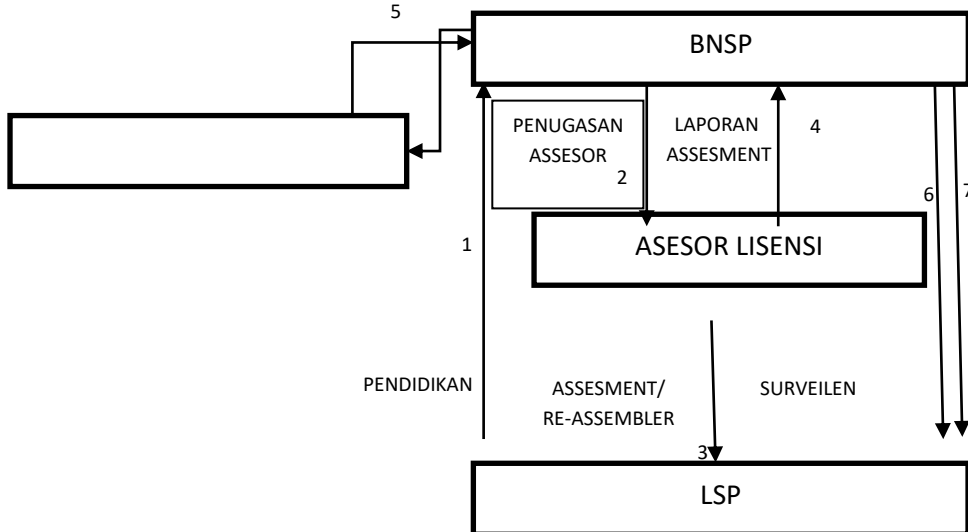 5
BNSP
PENUGASAN
ASSESOR
2
LAPORAN
ASSESMENT
4
6
7
1
ASESOR LISENSI
PENDIDIKAN
ASSESMENT/
RE-ASSEMBLER
SURVEILEN
3
LSP